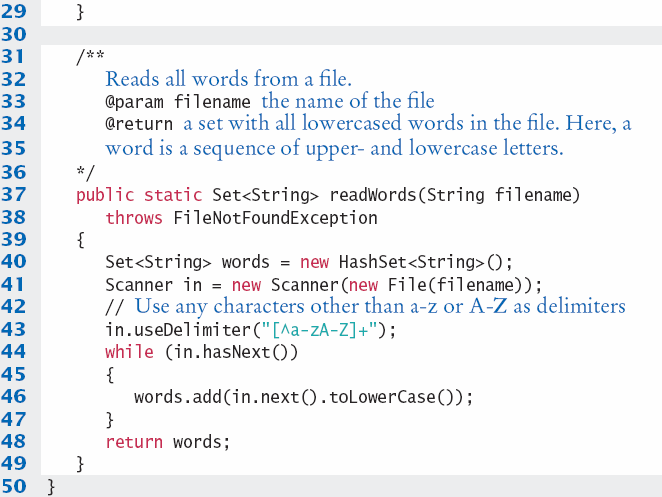 29 }
30
31 /**
32 Reads all words from a file.
33 @param filename the name of the file
34 @return a set with all lowercased words in the file. Here, a
35 word is a sequence of upper- and lowercase letters.
36 */
37 public static Set<String> readWords(String filename)
38 throws FileNotFoundException
39 {
40 Set<String> words = new HashSet<String>();
41 Scanner in = new Scanner(new File(filename));
42 // Use any characters other than a-z or A-Z as delimiters
43 in.useDelimiter("[^a-zA-Z]+");
44 while (in.hasNext())
45 {
46 words.add(in.next().toLowerCase());
47 }
48 return words;
49 }
50 }